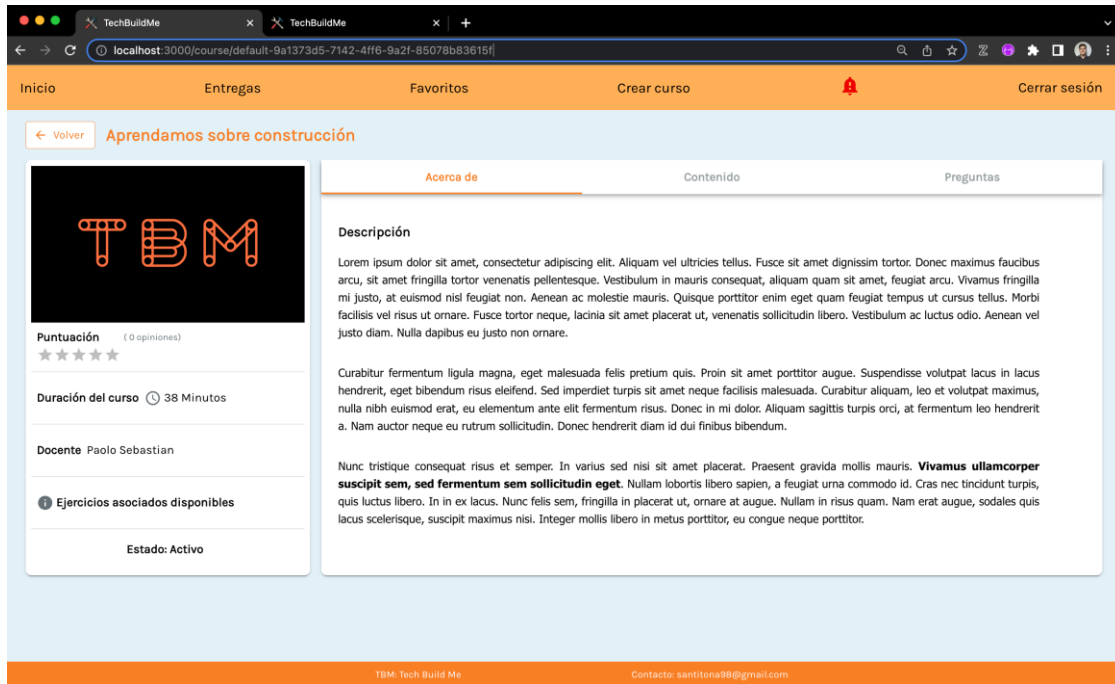 TechBuildMe
TechBuildMe
localhost:3000/course/default-9a1373d5-7142-4ff6-9a2f-85078b83615f
Inicio
Entregas
Favoritos
Crear curso
Cerrar sesión
← Volver
Aprendamos sobre construcción
TBM
Puntuación ( 0 opiniones)
Duración del curso 38 Minutos
Docente Paolo Sebastian
Ejercicios asociados disponibles
Estado: Activo
Acerca de
Contenido
Preguntas
Descripción
Lorem ipsum dolor sit amet, consectetur adipiscing elit. Aliquam vel ultricies tellus. Fusce sit amet dignissim tortor. Donec maximus faucibus
arcu, sit amet fringilla tortor venenatis pellentesque. Vestibulum in mauris consequat, aliquam quam sit amet, feugiat arcu. Vivamus fringilla
mi justo, at euismod nisl feugiat non. Aenean ac molestie mauris. Quisque porttitor enim eget quam feugiat tempus ut cursus tellus. Morbi
facilisis vel risus ut ornare. Fusce tortor neque, lacinia sit amet placerat ut, venenatis sollicitudin libero. Vestibulum ac luctus odio. Aenean vel
justo diam. Nulla dapibus eu justo non ornare.
Curabitur fermentum ligula magna, eget malesuada felis pretium quis. Proin sit amet porttitor augue. Suspendisse volutpat lacus in lacus
hendrerit, eget bibendum risus eleifend. Sed imperdiet turpis sit amet neque facilisis malesuada. Curabitur aliquam, leo et volutpat maximus,
nulla nibh euismod erat, eu elementum ante elit fermentum risus. Donec in mi dolor. Aliquam sagittis turpis orci, at fermentum leo hendrerit
a. Nam auctor neque eu rutrum sollicitudin. Donec hendrerit diam id dui finibus bibendum.
Nunc tristique consequat risus et semper. In varius sed nisi sit amet placerat. Praesent gravida mollis mauris. Vivamus ullamcorper
suscipit sem, sed fermentum sem sollicitudin eget. Nullam lobortis libero sapien, a feugiat urna commodo id. Cras nec tincidunt turpis,
quis luctus libero. In in ex lacus. Nunc felis sem, fringilla in placerat ut, ornare at augue. Nullam in risus quam. Nam erat augue, sodales quis
lacus scelerisque, suscipit maximus nisi. Integer mollis libero in metus porttitor, eu congue neque porttitor.
TBM: Tech Build Me
Contacto: santitona98@gmail.com